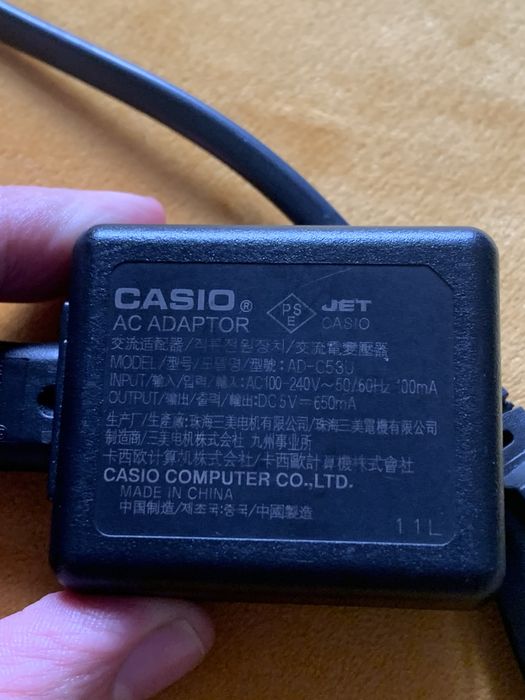 CASIO® PSE JET
AC ADAPTOR CASIO
交流适配器/직류전원장치/交流電變壓器
MODEL/型号/모델명/型號:AD-C53U
INPUT/输入/입력/輸入:AC100-240V~50/60Hz 100mA
OUTPUT/输出/출력/輸出:DC5V⎓650mA
生产厂/生產廠:珠海三美电机有限公司/珠海三美電機有限公司
制造商/三美电机株式会社 九州事业所
卡西欧计算机株式会社/卡西歐計算機株式會社
CASIO COMPUTER CO.,LTD.
MADE IN CHINA
中国制造/제조국:중국/中國製造
11L